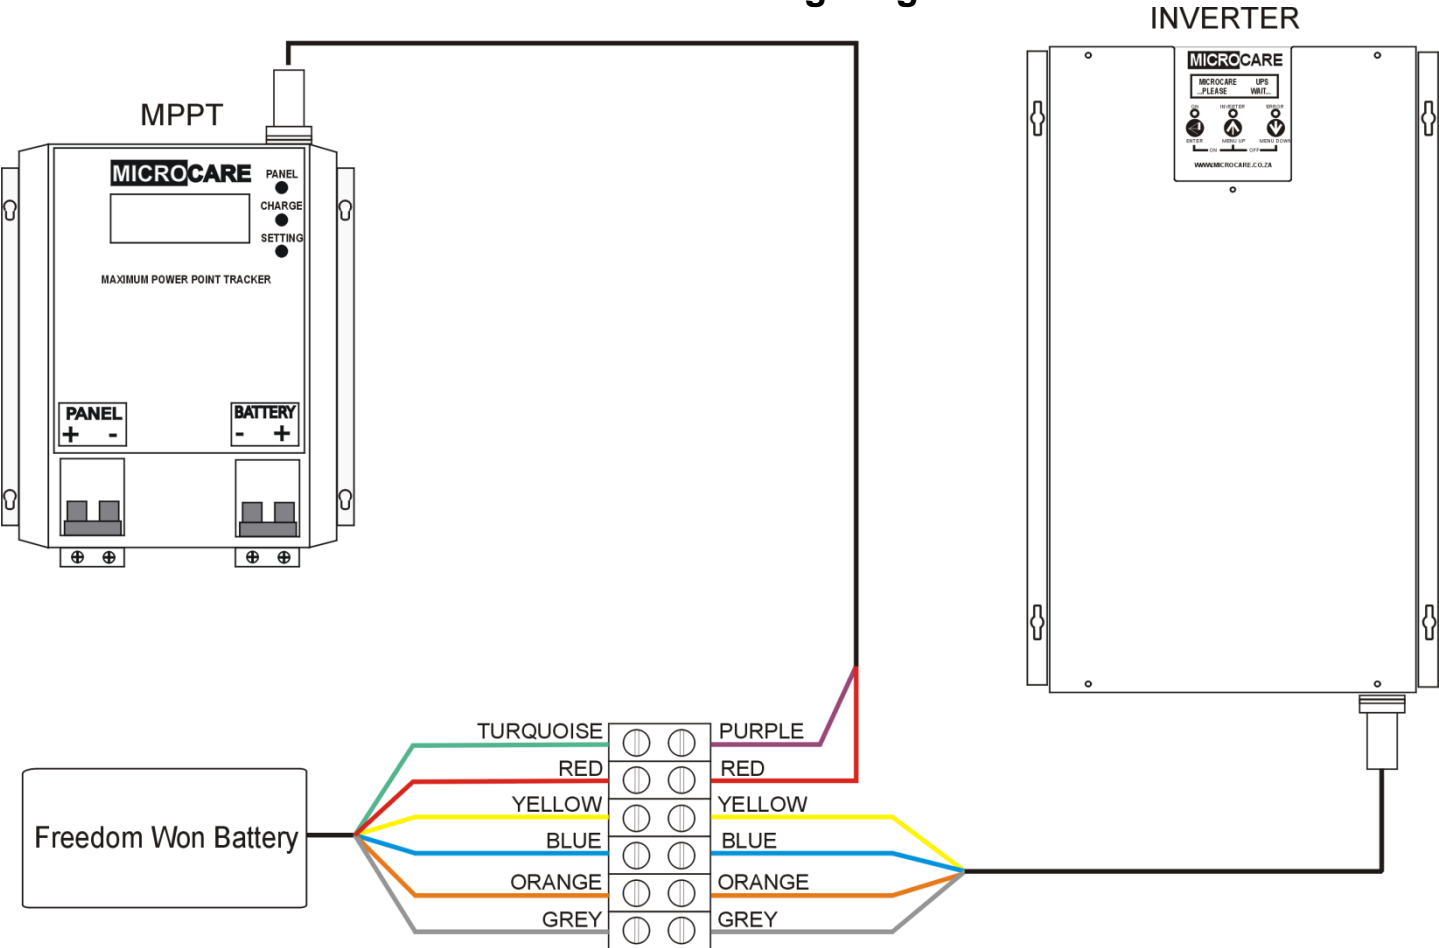 INVERTER
MICROCARE
MICROCARE UPS
...PLEASE WAIT...
ON INVERTER ERROR
ENTER MENU UP MENU DOWN
ON OFF
WWW.MICROCARE.CO.ZA
MPPT
MICROCARE
PANEL
CHARGE
SETTING
MAXIMUM POWER POINT TRACKER
PANEL
+ -
BATTERY
- +
TURQUOISE PURPLE
RED RED
YELLOW YELLOW
BLUE BLUE
ORANGE ORANGE
GREY GREY
Freedom Won Battery